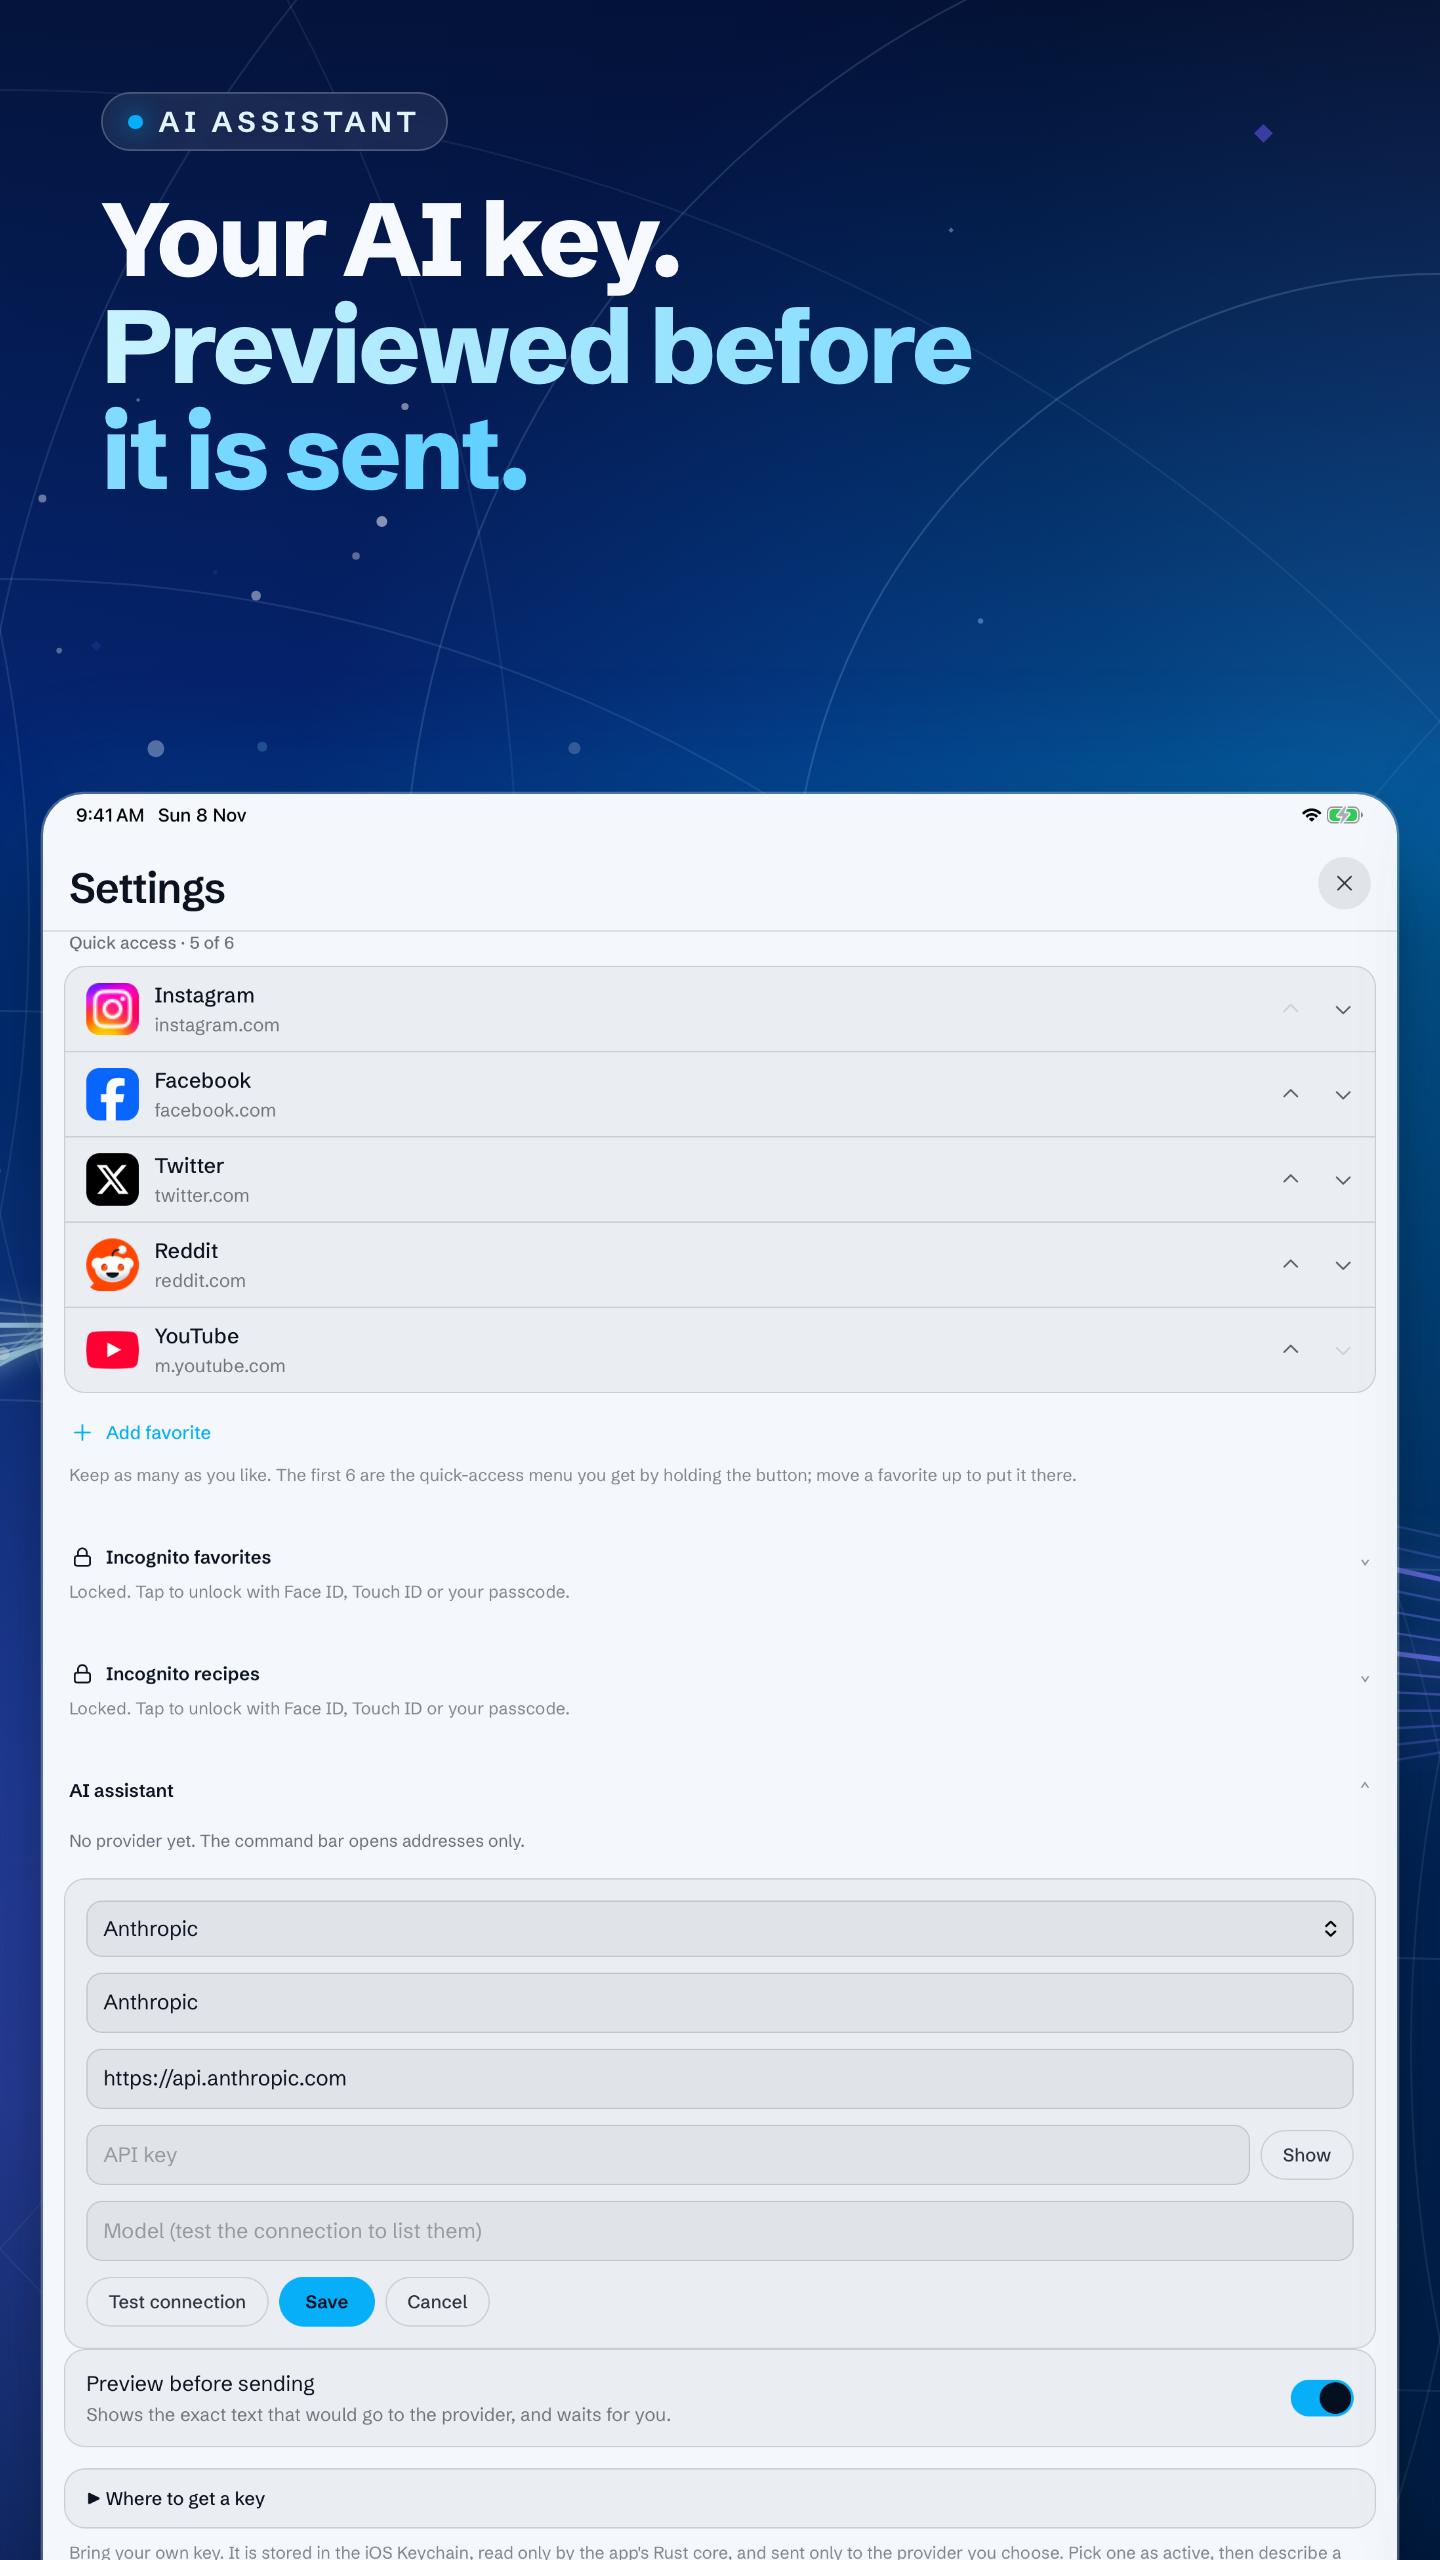 AI ASSISTANT
Your AI key.
Previewed before
it is sent.
9:41 AM Sun 8 Nov
Settings
Quick access · 5 of 6
Instagram
instagram.com
Facebook
facebook.com
Twitter
twitter.com
Reddit
reddit.com
YouTube
m.youtube.com
Add favorite
Keep as many as you like. The first 6 are the quick-access menu you get by holding the button; move a favorite up to put it there.
Incognito favorites
Locked. Tap to unlock with Face ID, Touch ID or your passcode.
Incognito recipes
Locked. Tap to unlock with Face ID, Touch ID or your passcode.
AI assistant
No provider yet. The command bar opens addresses only.
Anthropic
Anthropic
https://api.anthropic.com
API key
Show
Model (test the connection to list them)
Test connection
Save
Cancel
Preview before sending
Shows the exact text that would go to the provider, and waits for you.
Where to get a key
Bring your own key. It is stored in the iOS Keychain, read only by the app's Rust core, and sent only to the provider you choose. Pick one as active, then describe a